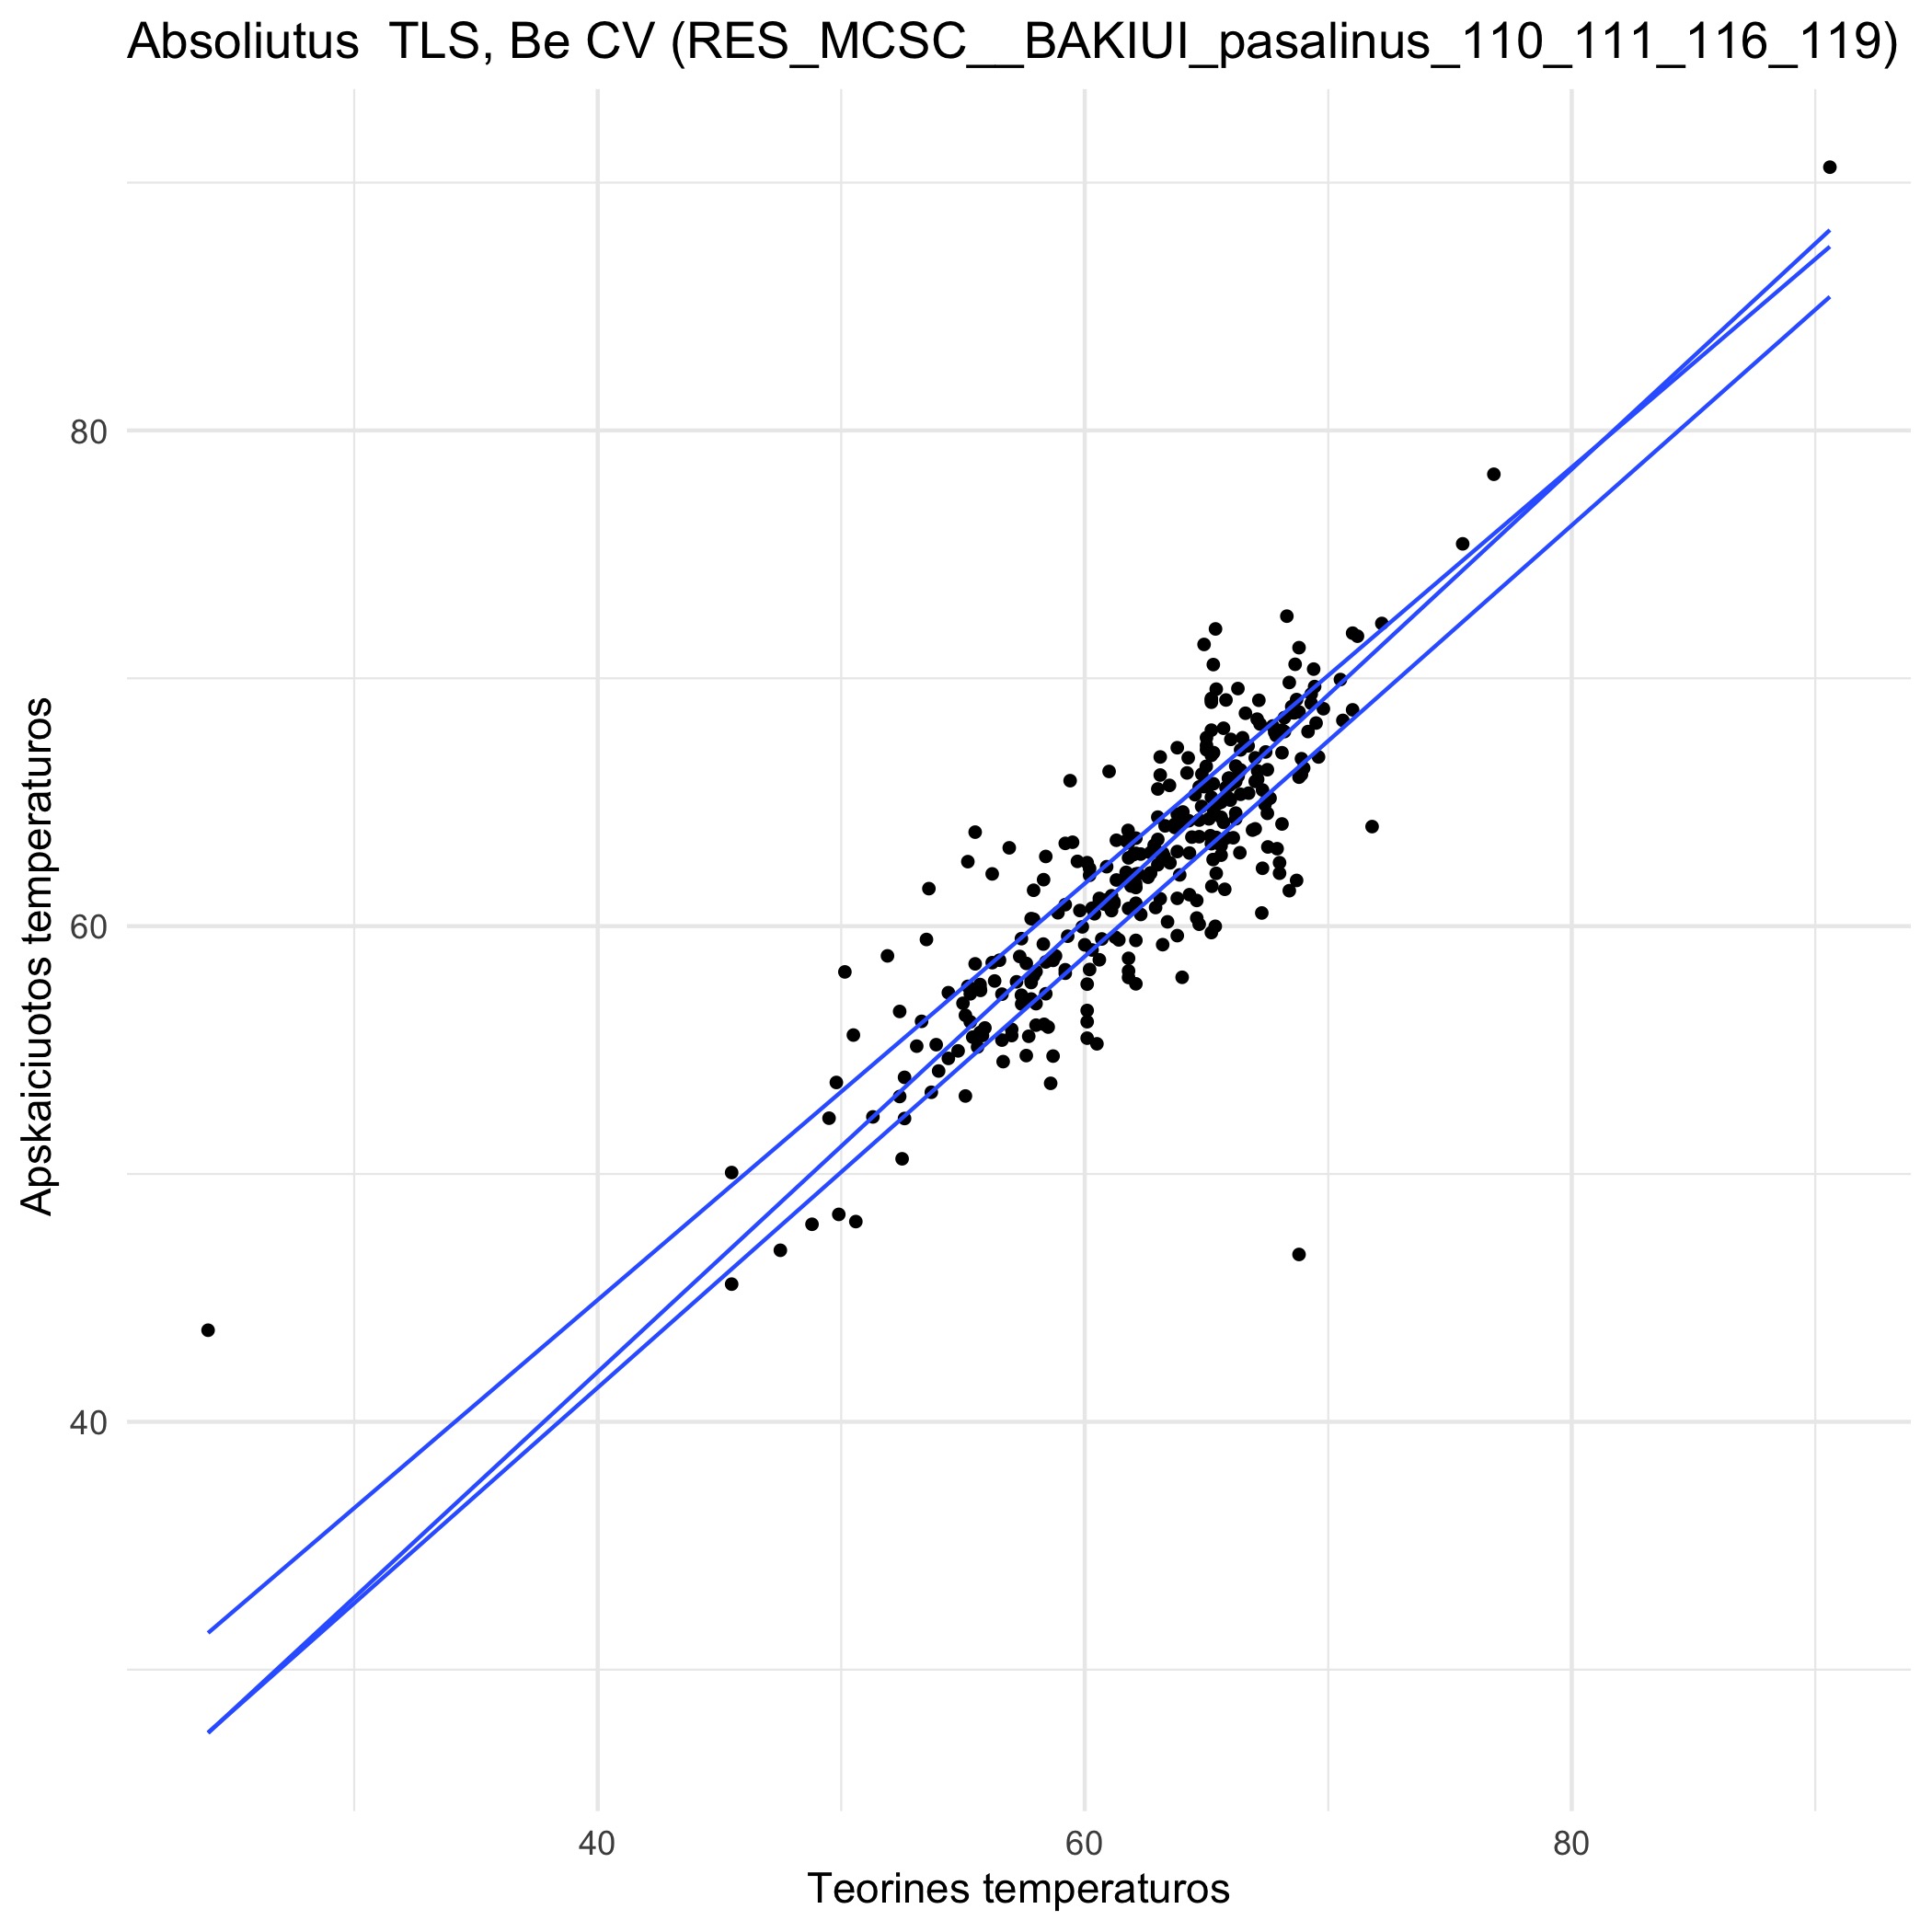 Absoliutus  TLS, Be CV (RES_MCSC__BAKIUI_pasalinus_110_111_116_119)
Apskaiciuotos temperaturos
80
60
40
40
60
80
Teorines temperaturos